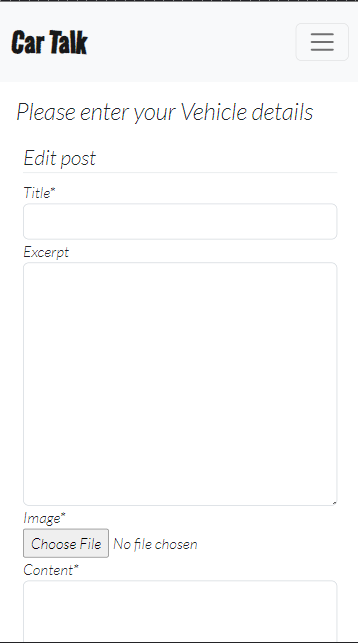 Car Talk
Please enter your Vehicle details
Edit post
Title*
Excerpt
Image*
Choose File No file chosen
Content*